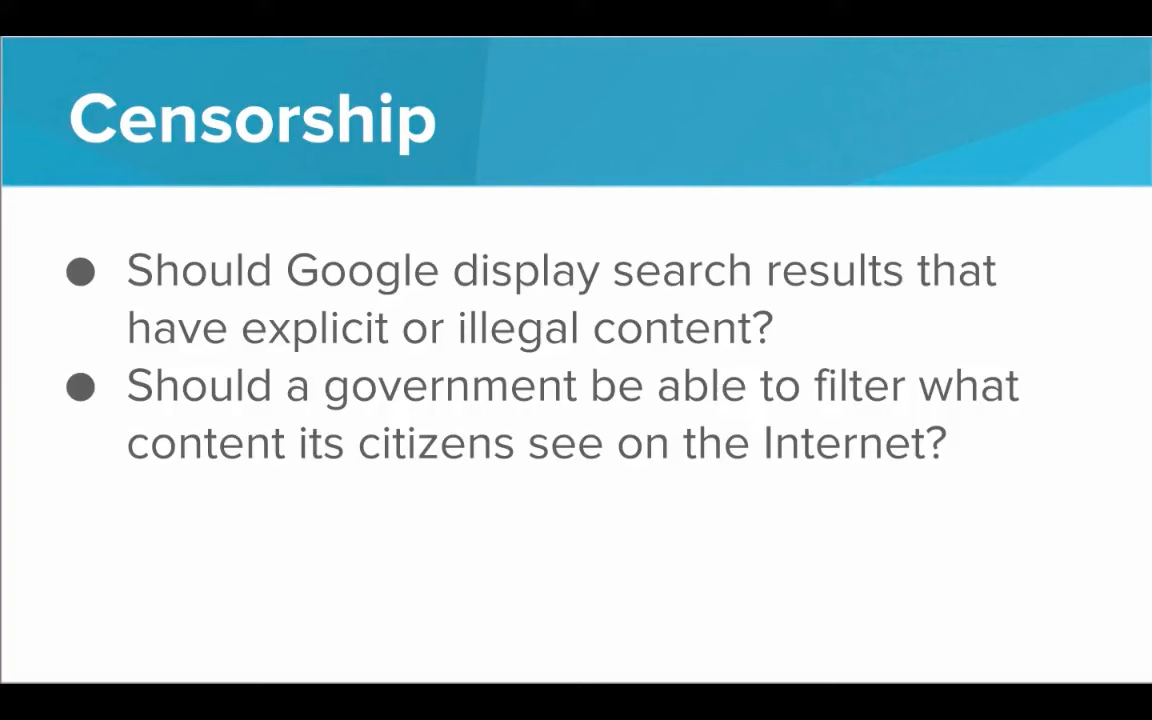 Censorship
● Should Google display search results that
have explicit or illegal content?
● Should a government be able to filter what
content its citizens see on the Internet?